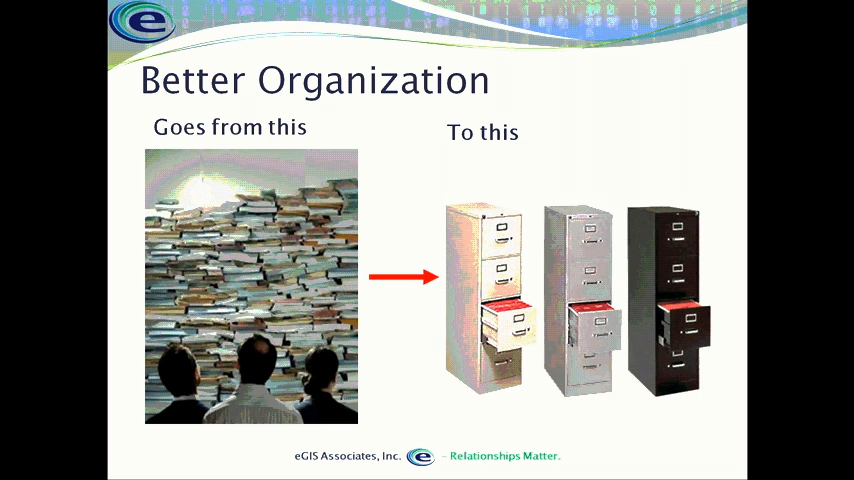 e
Better Organization
Goes from this
To this
eGIS Associates, Inc. e - Relationships Matter.